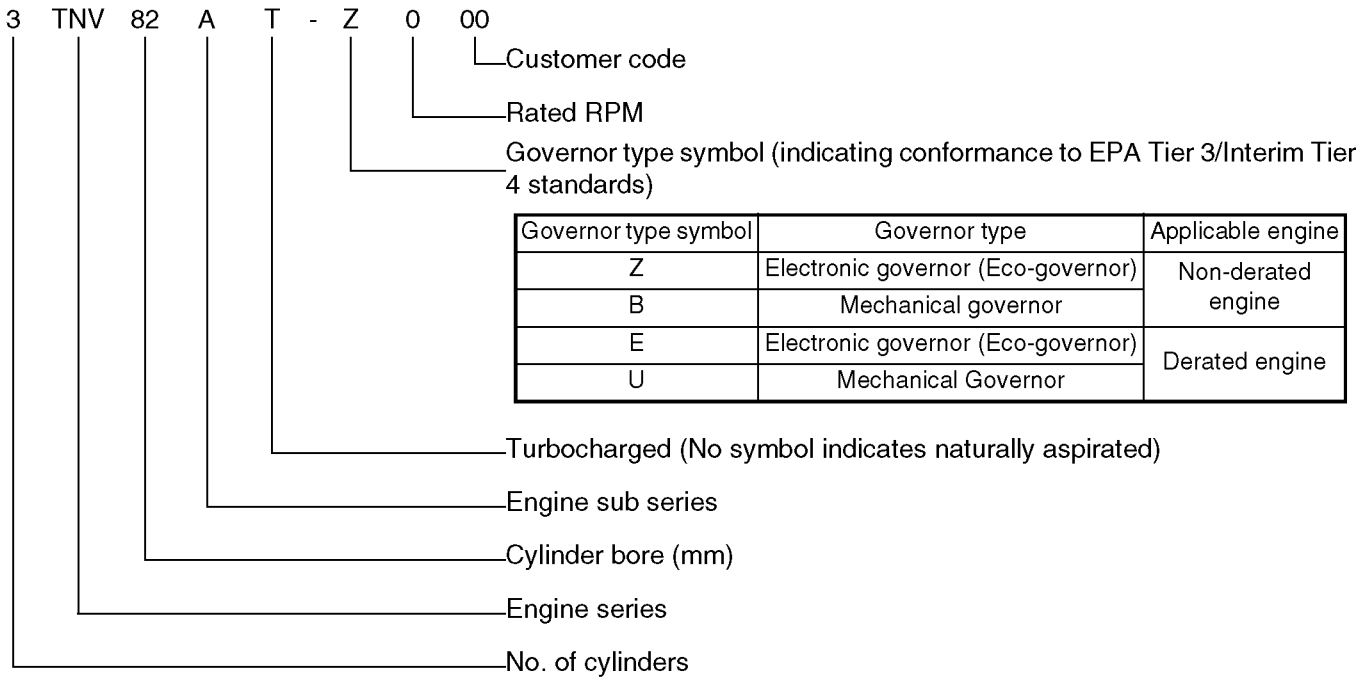 3 TNV 82 A T - Z 0 00
Customer code
Rated RPM
Governor type symbol (indicating conformance to EPA Tier 3/Interim Tier
4 standards)
Governor type symbol Governor type Applicable engine
Z Electronic governor (Eco-governor) Non-derated
engine
B Mechanical governor
E Electronic governor (Eco-governor) Derated engine
U Mechanical Governor
Turbocharged (No symbol indicates naturally aspirated)
Engine sub series
Cylinder bore (mm)
Engine series
No. of cylinders